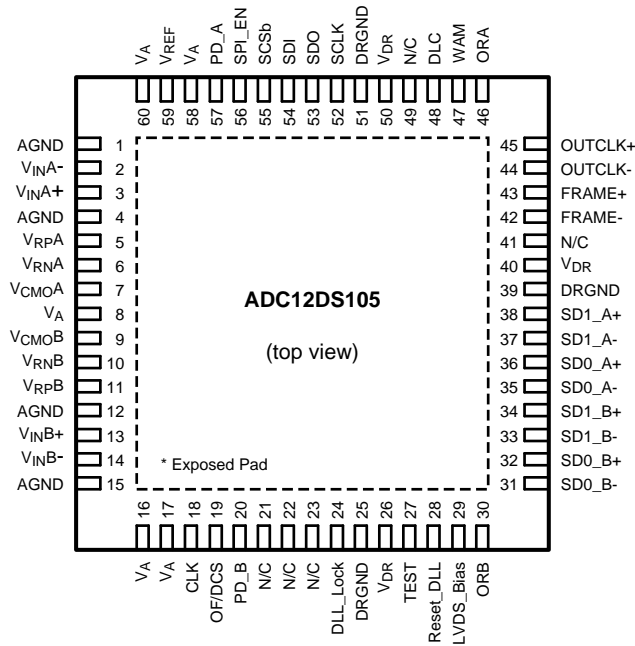 VA
VREF
VA
PD_A
SPI_EN
SCSb
SDI
SDO
SCLK
DRGND
VDR
N/C
DLC
WAM
ORA
60
59
58
57
56
55
54
53
52
51
50
49
48
47
46
AGND 1
VINA- 2
VINA+ 3
AGND 4
VRPA 5
VRNA 6
VCMOA 7
VA 8
VCMOB 9
VRNB 10
VRPB 11
AGND 12
VINB+ 13
VINB- 14
AGND 15
ADC12DS105
(top view)
* Exposed Pad
45 OUTCLK+
44 OUTCLK-
43 FRAME+
42 FRAME-
41 N/C
40 VDR
39 DRGND
38 SD1_A+
37 SD1_A-
36 SD0_A+
35 SD0_A-
34 SD1_B+
33 SD1_B-
32 SD0_B+
31 SD0_B-
16
17
18
19
20
21
22
23
24
25
26
27
28
29
30
VA
VA
CLK
OF/DCS
PD_B
N/C
N/C
N/C
DLL_Lock
DRGND
VDR
TEST
Reset_DLL
LVDS_Bias
ORB